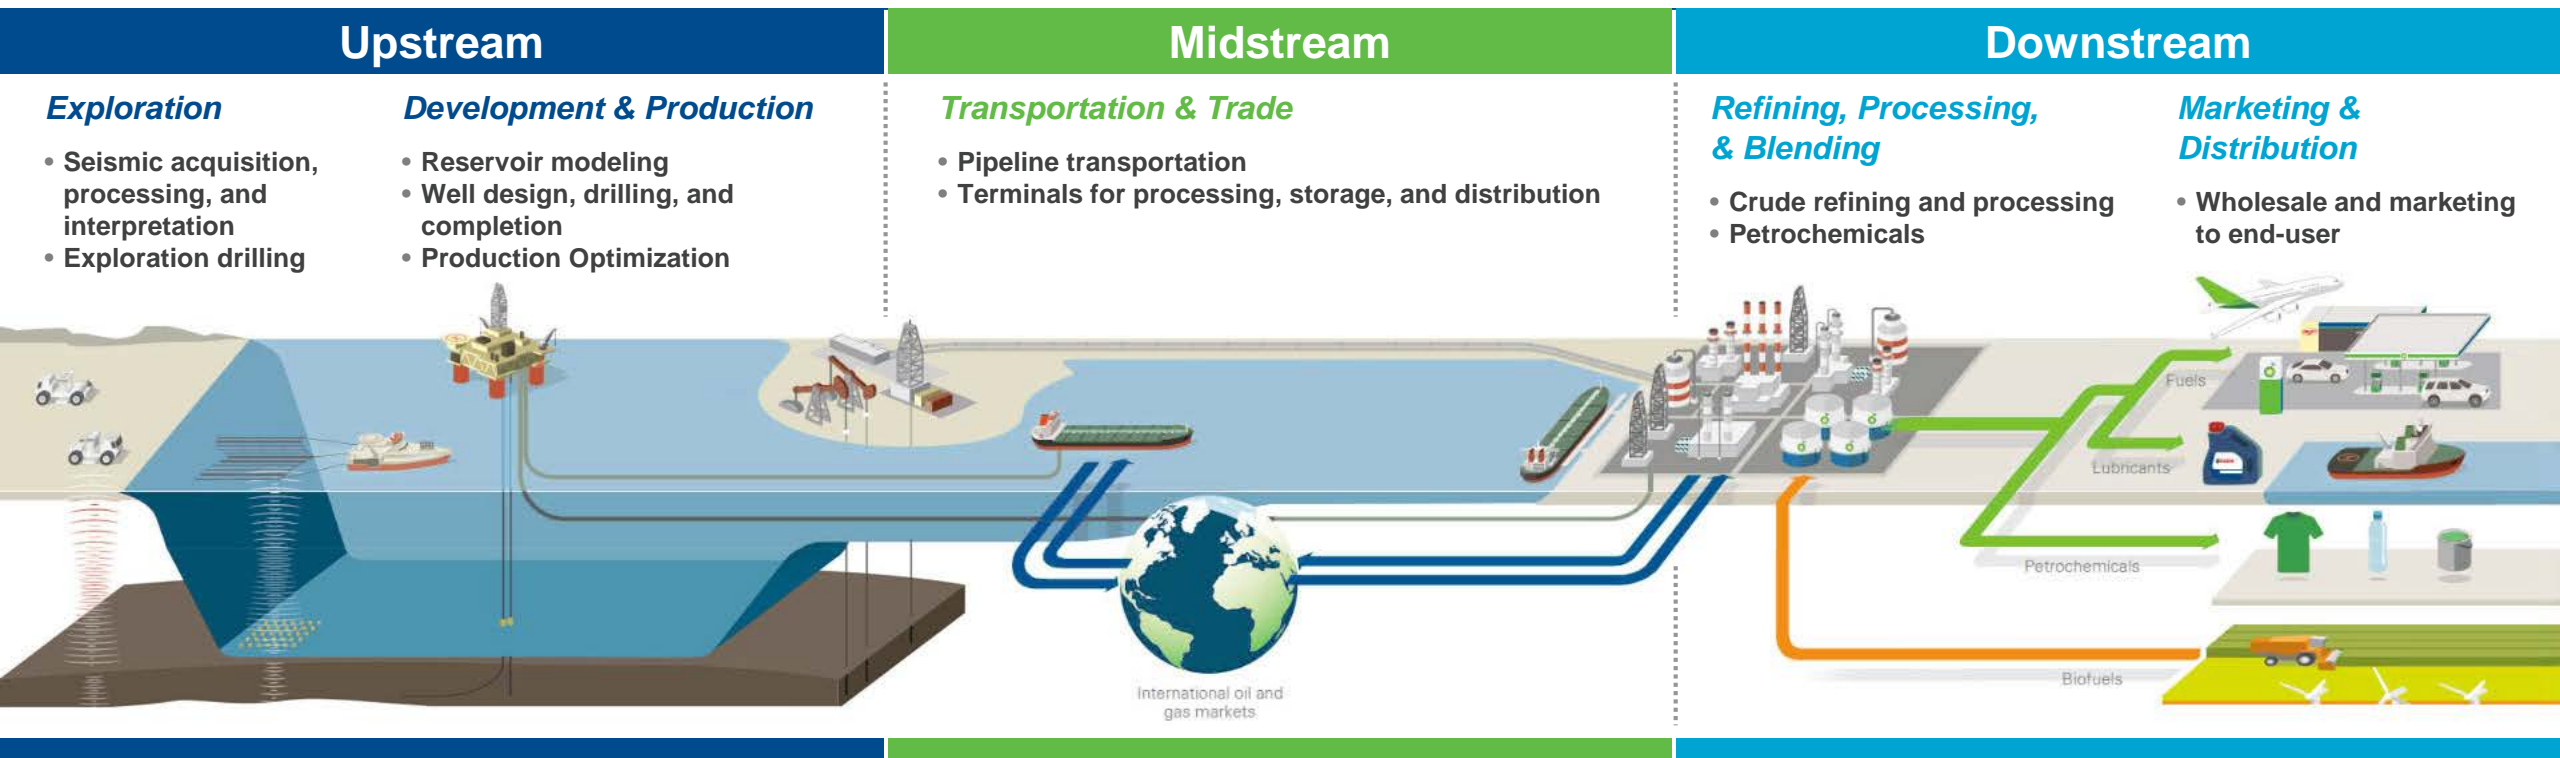 Upstream
Midstream
Downstream
Exploration
• Seismic acquisition,
processing, and
interpretation
• Exploration drilling
Development & Production
• Reservoir modeling
• Well design, drilling, and
completion
• Production Optimization
Transportation & Trade
• Pipeline transportation
• Terminals for processing, storage, and distribution
Refining, Processing,
& Blending
• Crude refining and processing
• Petrochemicals
Marketing &
Distribution
• Wholesale and marketing
to end-user
Fuels
Lubricants
Petrochemicals
Biofuels
International oil and
gas markets